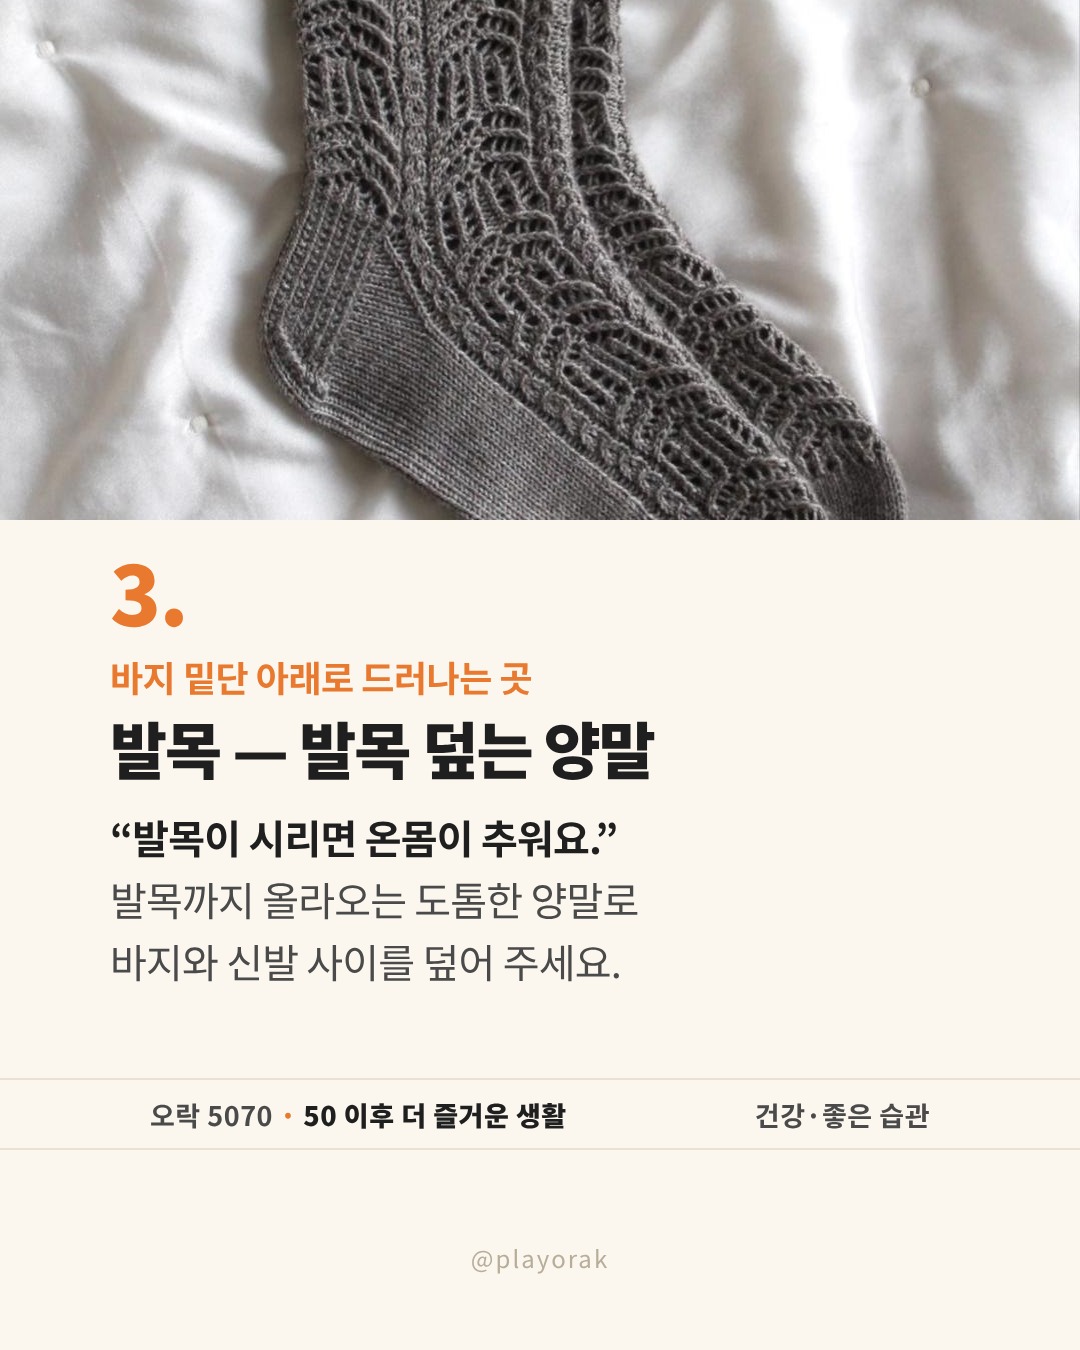 3.
바지 밑단 아래로 드러나는 곳
발목 — 발목 덮는 양말
“발목이 시리면 온몸이 추워요.”
발목까지 올라오는 도톰한 양말로
바지와 신발 사이를 덮어 주세요.
오락 5070 · 50 이후 더 즐거운 생활
건강·좋은 습관
@playorak